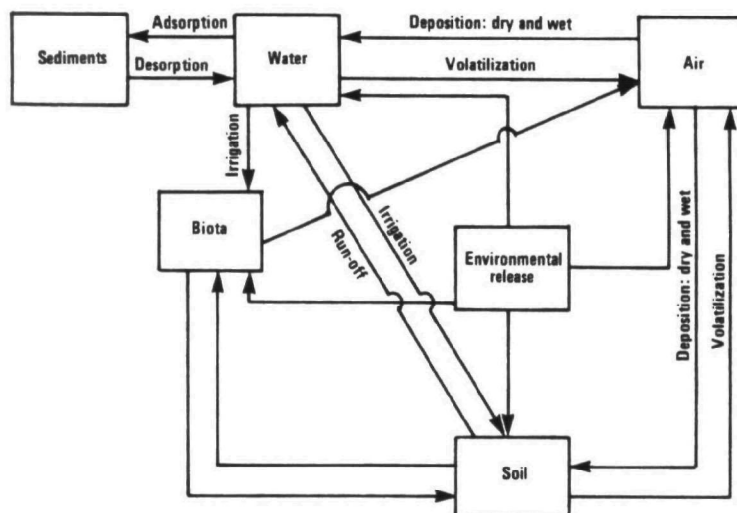 Adsorption
Deposition: dry and wet
Sediments
Water
Air
Desorption
Volatilization
Irrigation
Biota
Irrigation
Run-off
Environmental
release
Deposition: dry and wet
Volatilization
Soil